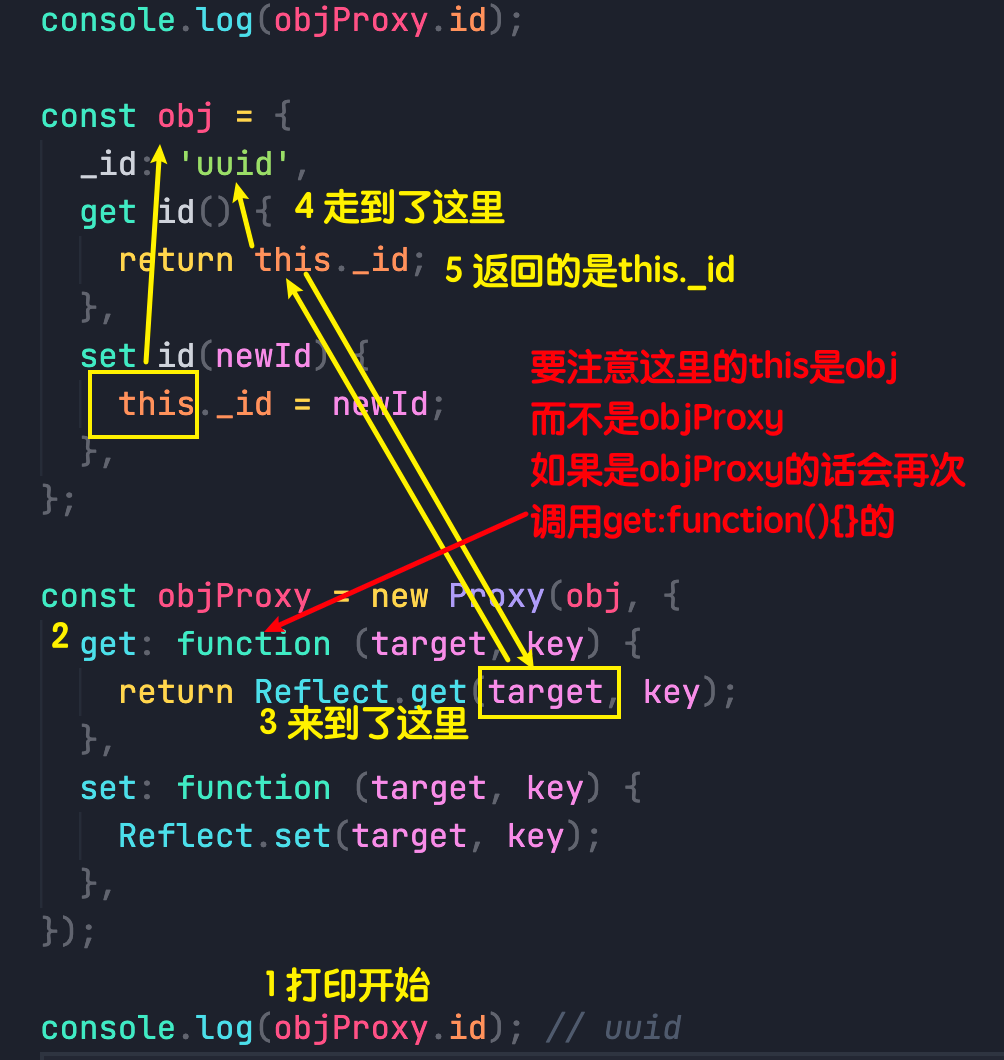 console.log(objProxy.id);
const obj = {
_id: 'uuid',
get id() { 4 走到了这里
return this._id; 5 返回的是this._id
},
set id(newId) { 要注意这里的this是obj
this._id = newId; 而不是objProxy
}, 如果是objProxy的话会再次
}; 调用get:function(){}的
const objProxy = new Proxy(obj, {
2 get: function (target, key) {
return Reflect.get(target, key);
3 来到了这里
},
set: function (target, key) {
Reflect.set(target, key);
},
});
1 打印开始
console.log(objProxy.id); // uuid